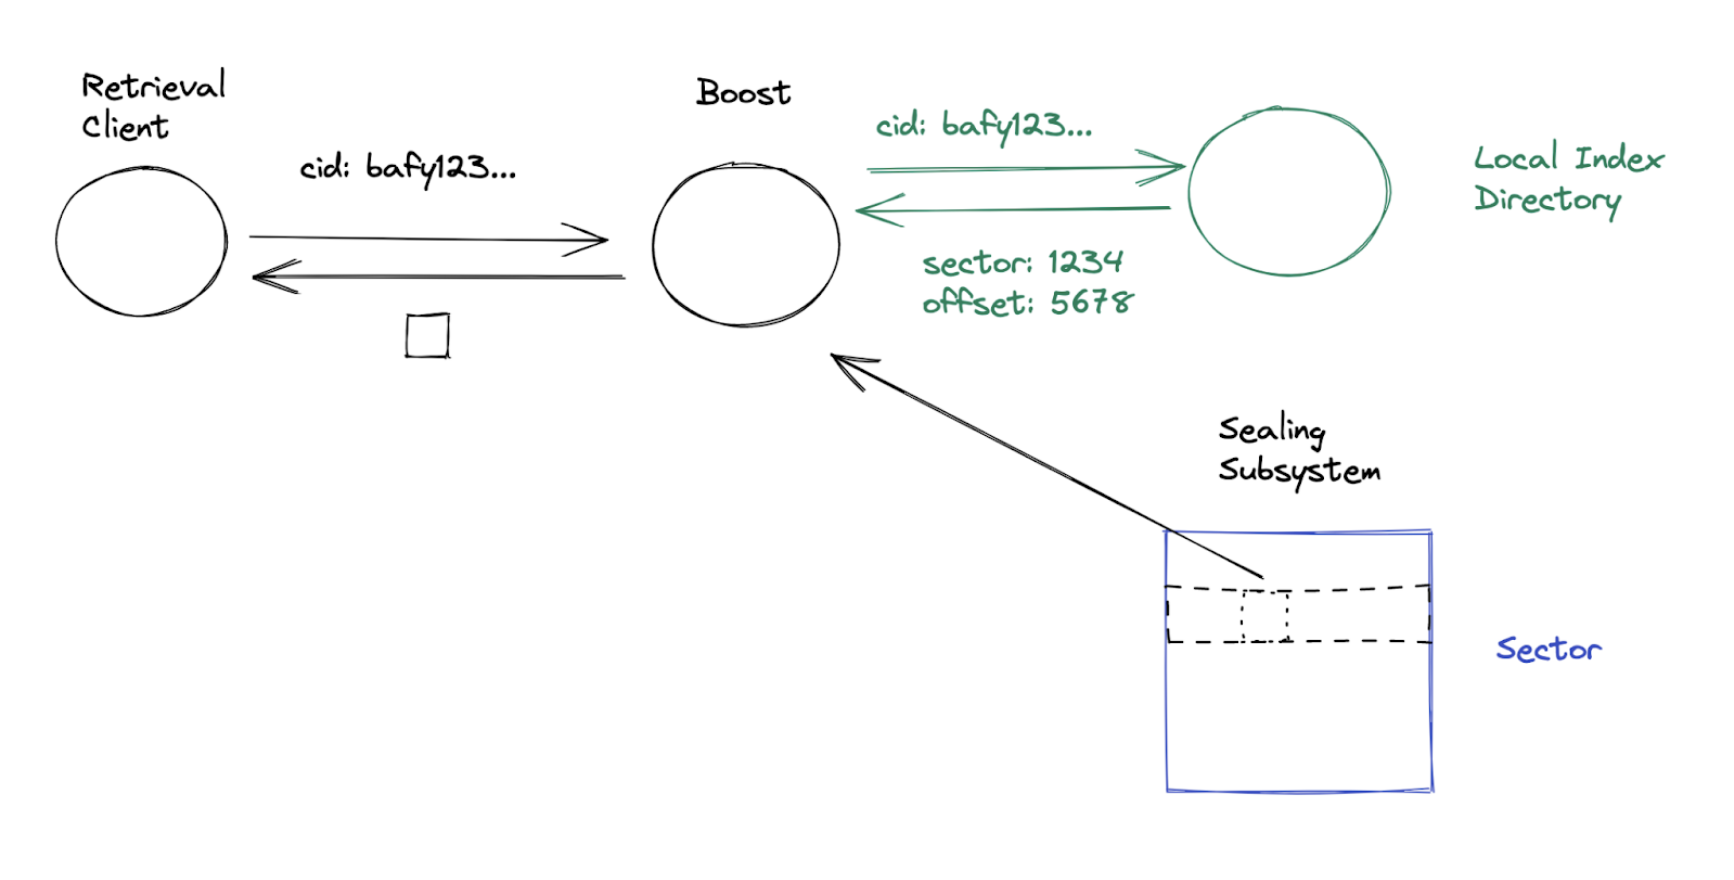 Retrieval
Client
cid: bafy123...
Boost
cid: bafy123...
sector: 1234
offset: 5678
Local Index
Directory
Sealing
Subsystem
Sector